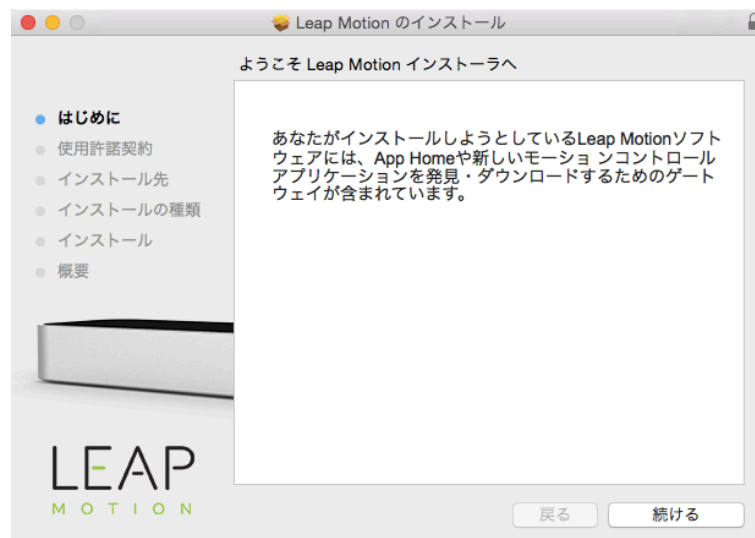 Leap Motion のインストール
ようこそ Leap Motion インストーラへ
はじめに
使用許諾契約
インストール先
インストールの種類
インストール
概要
あなたがインストールしようとしているLeap Motionソフト
ウェアには、App Homeや新しいモーショ ンコントロール
アプリケーションを発見・ダウンロードするためのゲート
ウェイが含まれています。
LEAP
MOTION
戻る
続ける